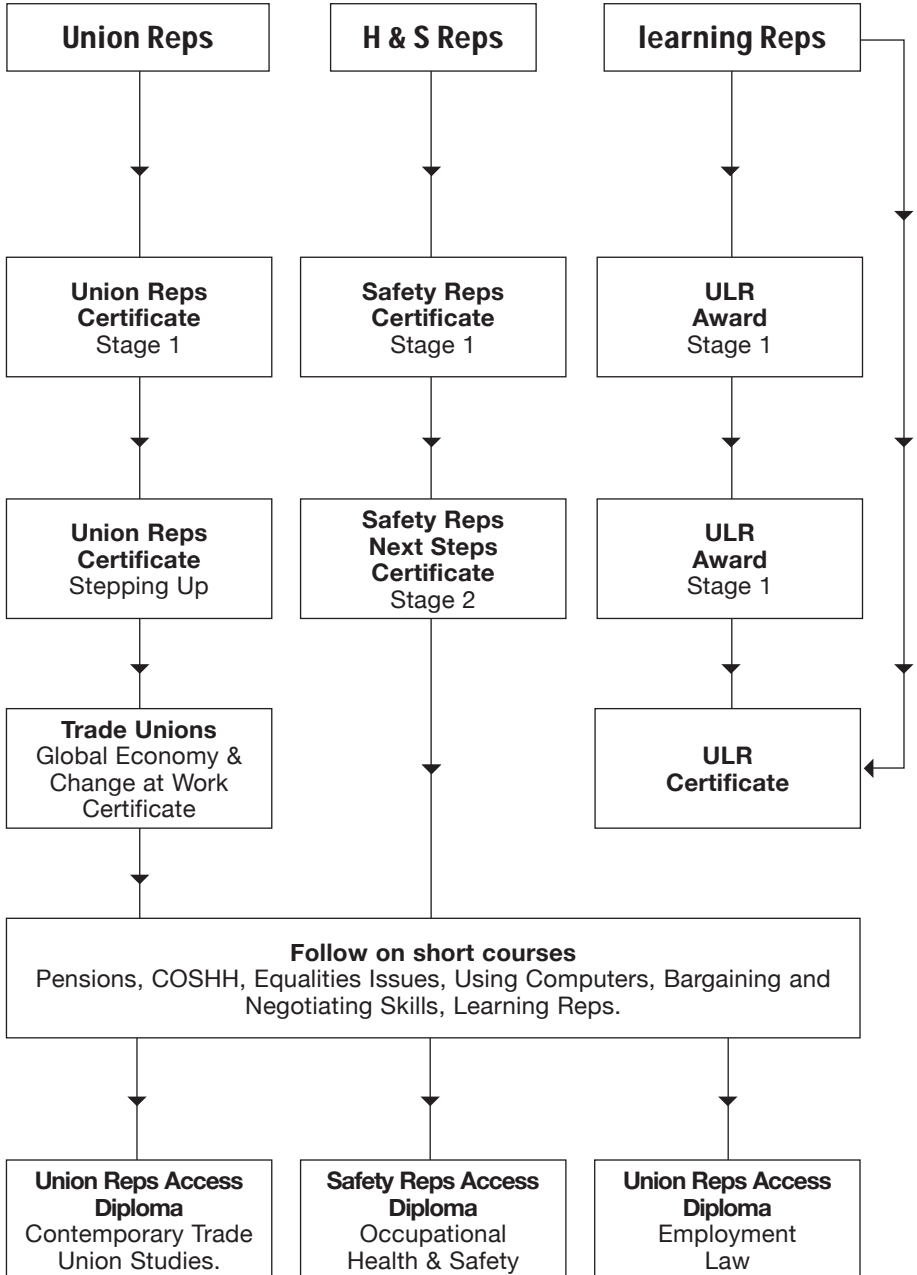 Union Reps
H & S Reps
learning Reps
Union Reps
Certificate
Stage 1
Safety Reps
Certificate
Stage 1
ULR
Award
Stage 1
Union Reps
Certificate
Stepping Up
Safety Reps
Next Steps
Certificate
Stage 2
ULR
Award
Stage 1
Trade Unions
Global Economy &
Change at Work
Certificate
ULR
Certificate
Follow on short courses
Pensions, COSHH, Equalities Issues, Using Computers, Bargaining and
Negotiating Skills, Learning Reps.
Union Reps Access
Diploma
Contemporary Trade
Union Studies.
Safety Reps Access
Diploma
Occupational
Health & Safety
Union Reps Access
Diploma
Employment
Law